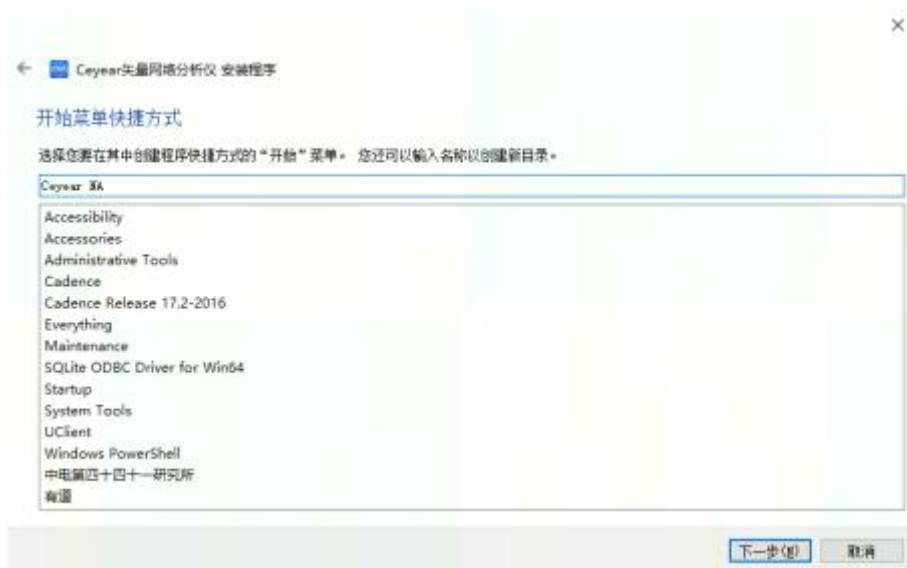 Ceyear矢量网络分析仪 安装程序
开始菜单快捷方式
选择您要在其中创建程序快捷方式的“开始”菜单。 您还可以输入名称以创建新目录。
Ceyear NA
Accessibility
Accessories
Administrative Tools
Cadence
Cadence Release 17.2-2016
Everything
Maintenance
SQLite ODBC Driver for Win64
Startup
System Tools
UClient
Windows PowerShell
中电第四十四十一研究所
有道
下一步(N)
取消